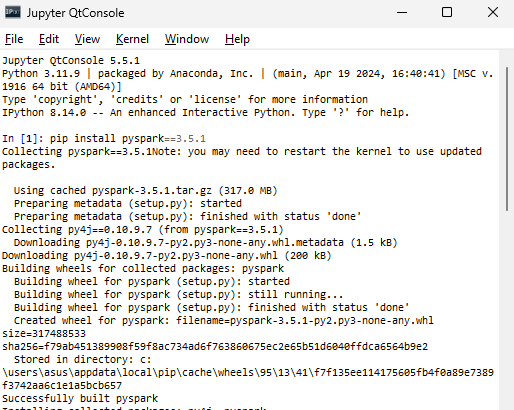 IP[y]: Jupyter QtConsole
File Edit View Kernel Window Help
Jupyter QtConsole 5.5.1
Python 3.11.9 | packaged by Anaconda, Inc. | (main, Apr 19 2024, 16:40:41) [MSC v.
1916 64 bit (AMD64)]
Type 'copyright', 'credits' or 'license' for more information
IPython 8.14.0 -- An enhanced Interactive Python. Type '?' for help.
In [1]: pip install pyspark==3.5.1
Collecting pyspark==3.5.1Note: you may need to restart the kernel to use updated
packages.
Using cached pyspark-3.5.1.tar.gz (317.0 MB)
Preparing metadata (setup.py): started
Preparing metadata (setup.py): finished with status 'done'
Collecting py4j==0.10.9.7 (from pyspark==3.5.1)
Downloading py4j-0.10.9.7-py2.py3-none-any.whl.metadata (1.5 kB)
Downloading py4j-0.10.9.7-py2.py3-none-any.whl (200 kB)
Building wheels for collected packages: pyspark
Building wheel for pyspark (setup.py): started
Building wheel for pyspark (setup.py): still running...
Building wheel for pyspark (setup.py): finished with status 'done'
Created wheel for pyspark: filename=pyspark-3.5.1-py2.py3-none-any.whl
size=317488533
sha256=f79ab451389908f59f8ac734ad6f763860675ec2e65b51d6040ffdca6564b9e2
Stored in directory: c:
\users\asus\appdata\local\pip\cache\wheels\95\13\41\f7f135ee114175605fb4f0a89e7389
f3742aa6c1e1a5bcb657
Successfully built pyspark
Installing collected packages: py4j, pyspark